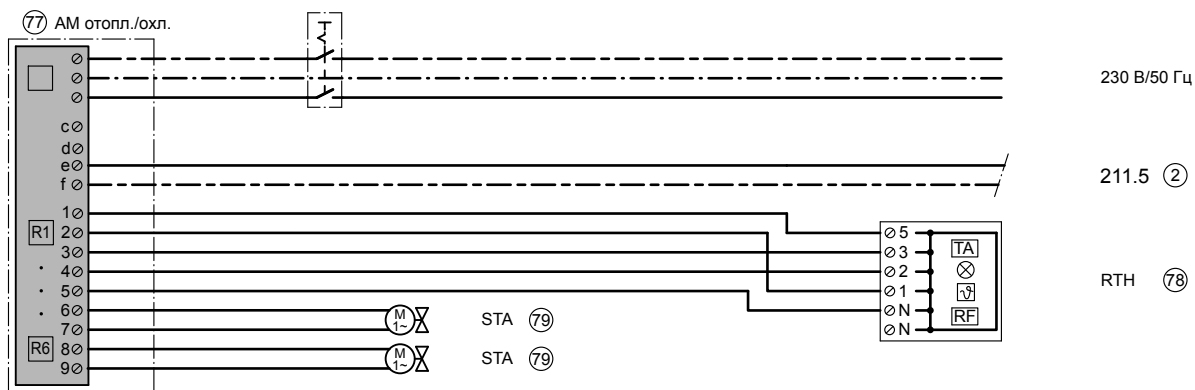 77 АМ отопл./охл.
230 В/50 Гц
c
d
e
f
211.5 2
1
R1 2
3
4
5
6
7
R6 8
9
5
3
2
1
N
N
TA
ϑ
RF
RTH 78
M
1~
STA 79
M
1~
STA 79